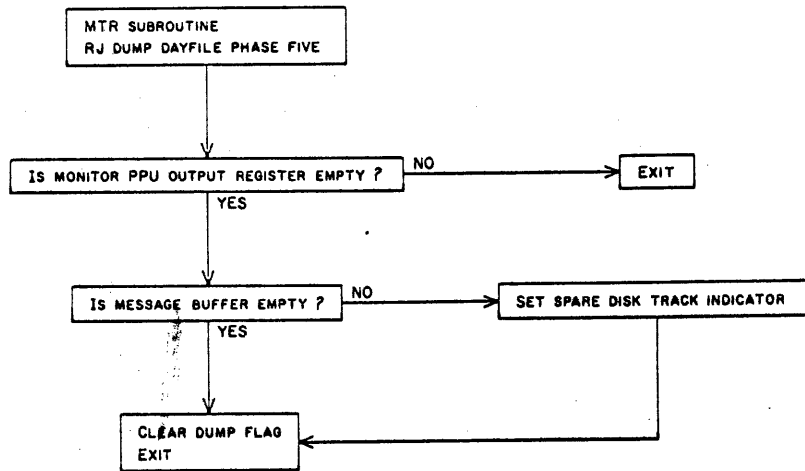 MTR SUBROUTINE
RJ DUMP DAYFILE PHASE FIVE
IS MONITOR PPU OUTPUT REGISTER EMPTY ?
NO
EXIT
YES
IS MESSAGE BUFFER EMPTY ?
NO
SET SPARE DISK TRACK INDICATOR
YES
CLEAR DUMP FLAG
EXIT